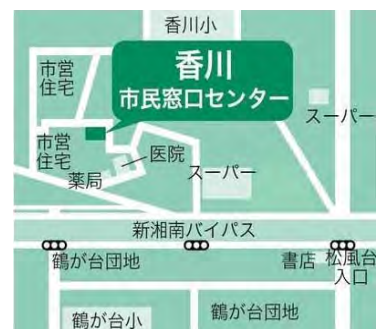 香川小
市営
住宅
香川
市民窓口センター
スーパー
市営
住宅
医院
薬局
スーパー
新湘南バイパス
鶴が台団地
書店
松風台
入口
鶴が台小
鶴が台団地